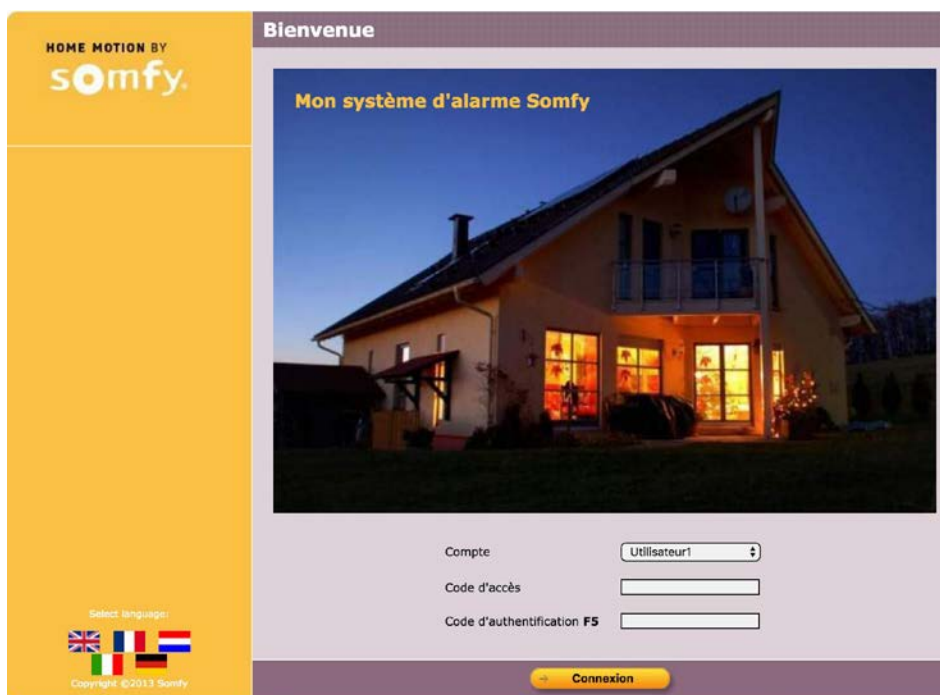 HOME MOTION BY
somfy.
Bienvenue
Mon système d'alarme Somfy
Compte
Utilisateur1
Code d'accès
Code d'authentification F5
Select language:
Copyright ©2013 Somfy
Connexion